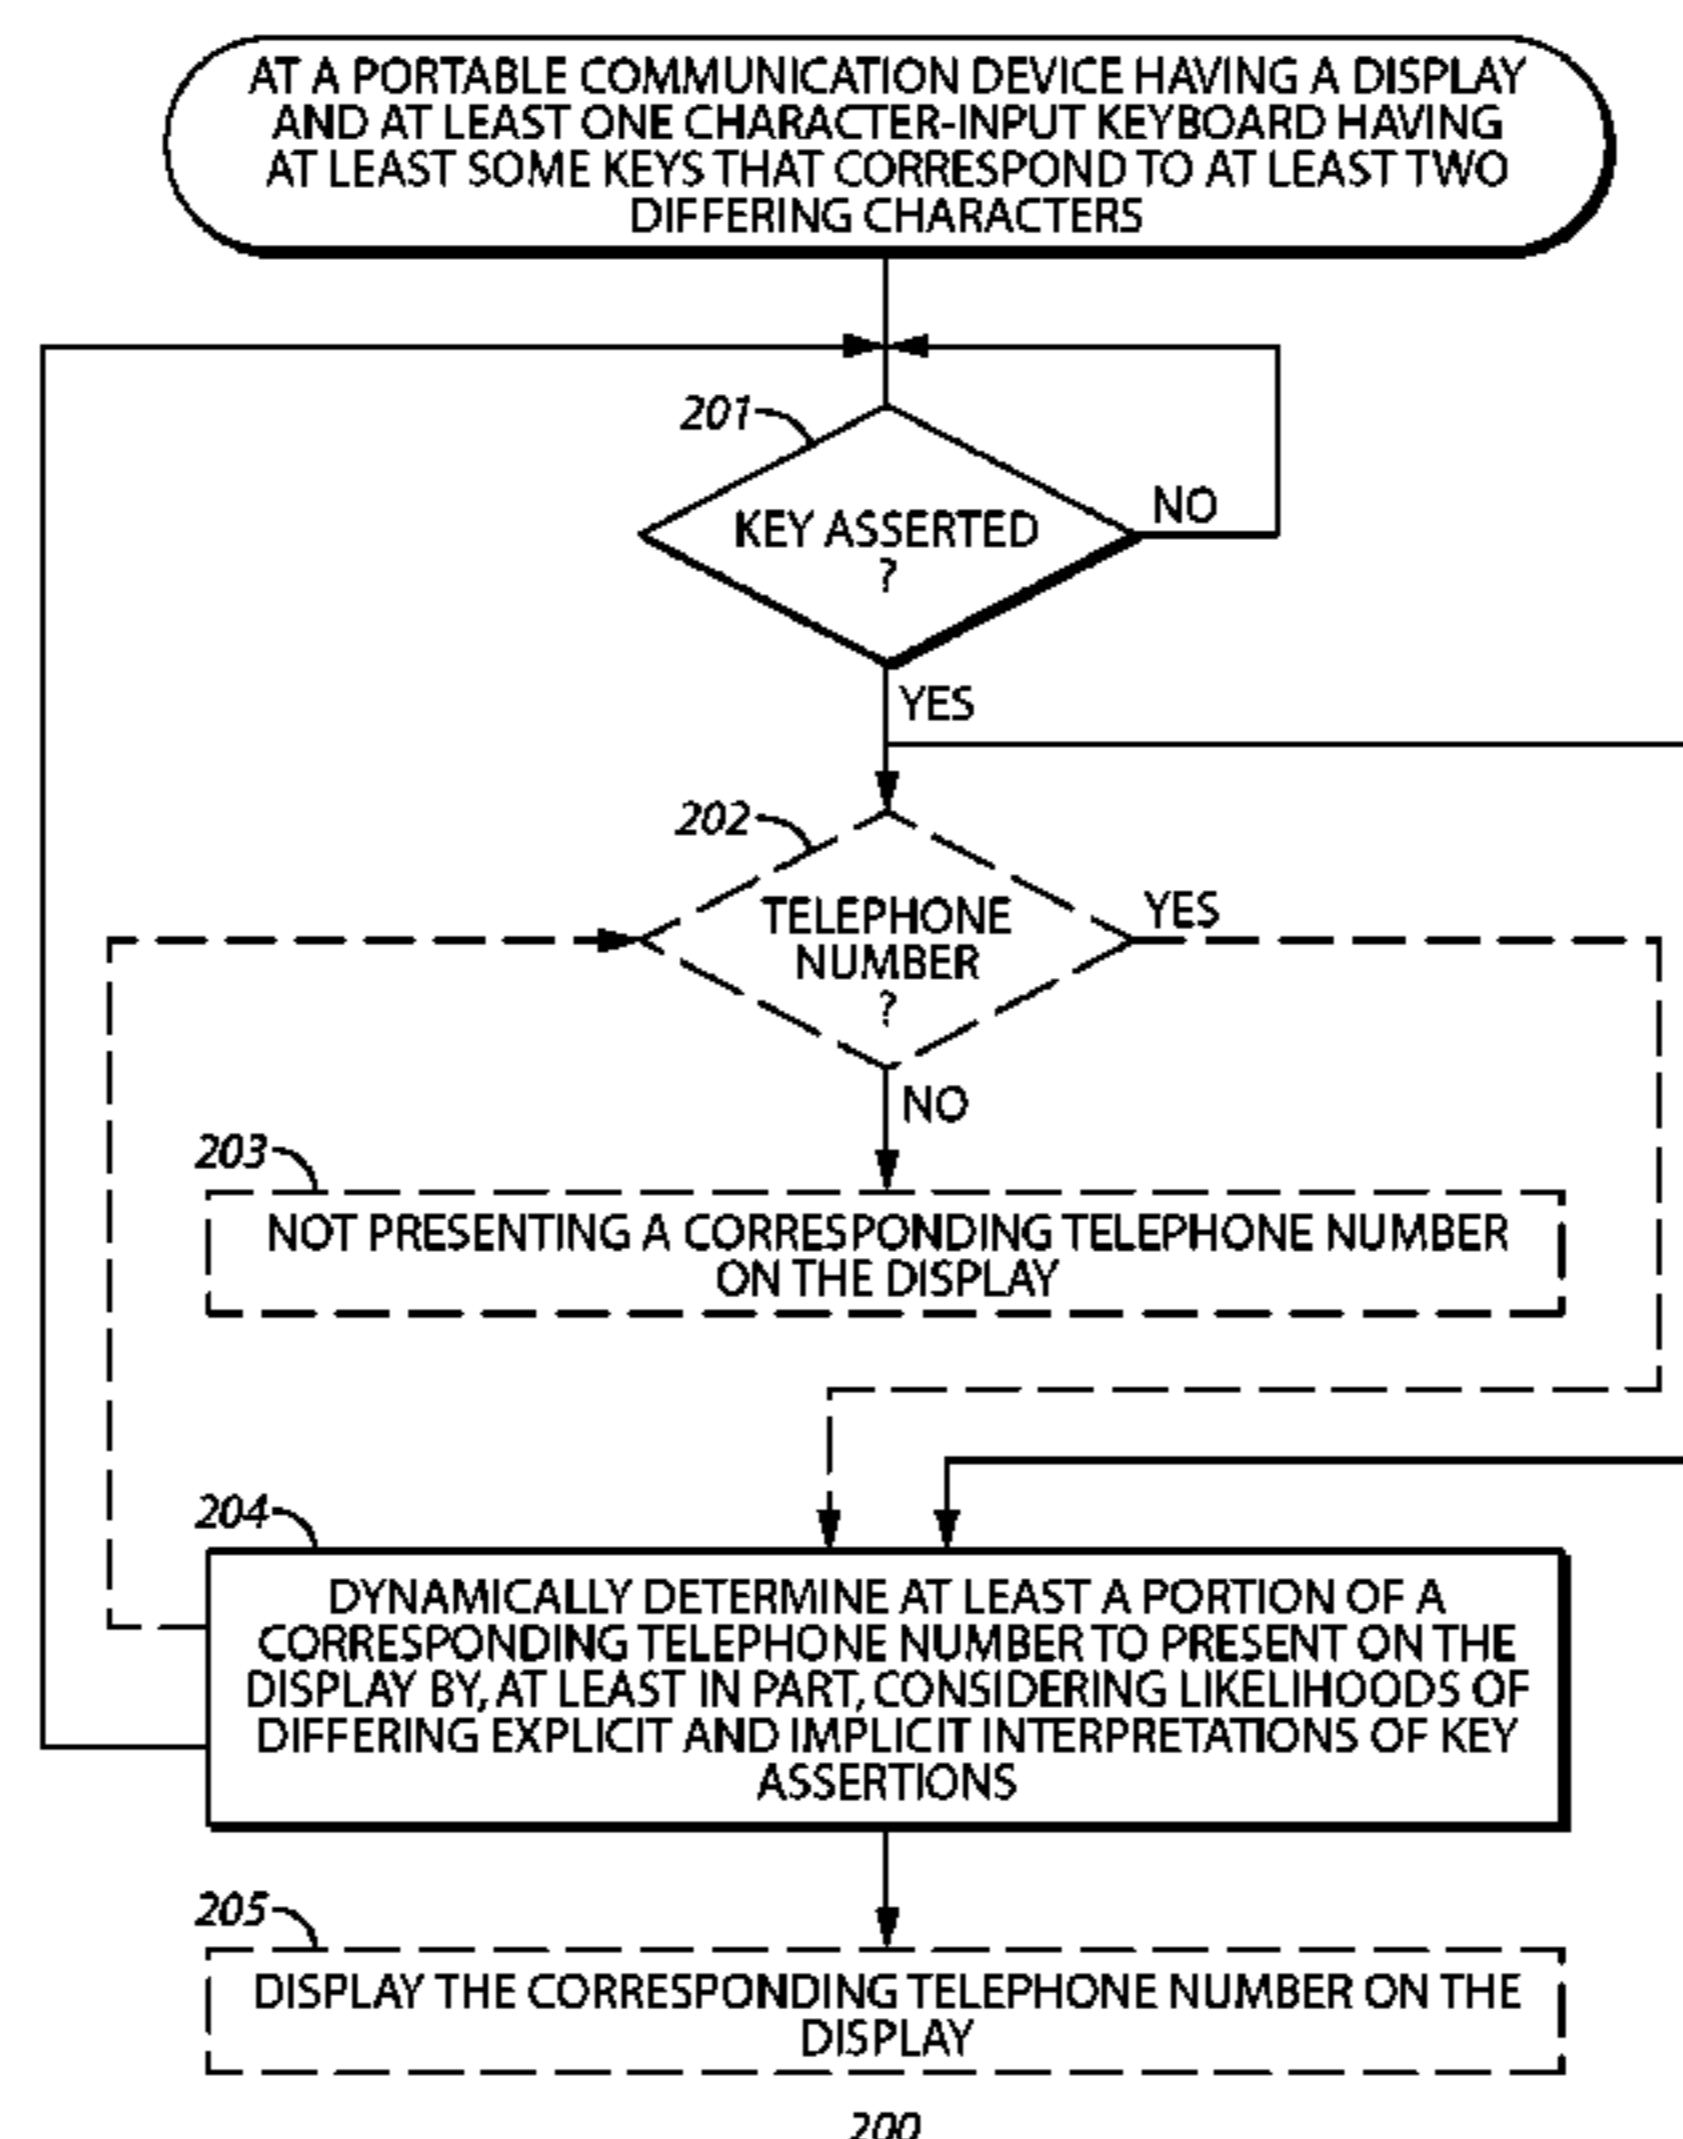 AT A PORTABLE COMMUNICATION DEVICE HAVING A DISPLAY
AND AT LEAST ONE CHARACTER-INPUT KEYBOARD HAVING
AT LEAST SOME KEYS THAT CORRESPOND TO AT LEAST TWO
DIFFERING CHARACTERS
201
KEY ASSERTED
?
NO
YES
202
TELEPHONE
NUMBER
?
YES
NO
203
NOT PRESENTING A CORRESPONDING TELEPHONE NUMBER
ON THE DISPLAY
204
DYNAMICALLY DETERMINE AT LEAST A PORTION OF A
CORRESPONDING TELEPHONE NUMBER TO PRESENT ON THE
DISPLAY BY, AT LEAST IN PART, CONSIDERING LIKELIHOODS OF
DIFFERING EXPLICIT AND IMPLICIT INTERPRETATIONS OF KEY
ASSERTIONS
205
DISPLAY THE CORRESPONDING TELEPHONE NUMBER ON THE
DISPLAY
200